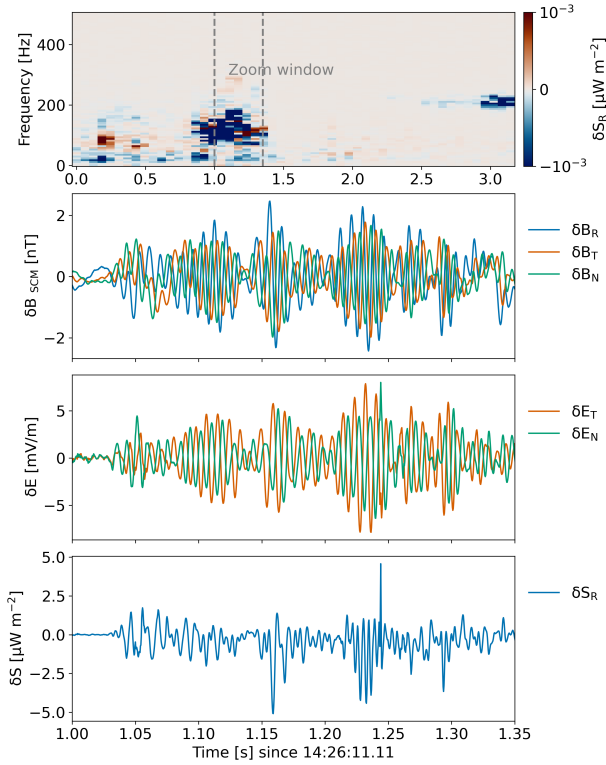 Frequency [Hz]
400
200
0
Zoom window
0.0 0.5 1.0 1.5 2.0 2.5 3.0
10⁻³
0
−10⁻³
δS_R [μW m⁻²]
δB SCM [nT]
2
0
−2
δB_R
δB_T
δB_N
δE [mV/m]
5
0
−5
δE_T
δE_N
δS [μW m⁻²]
5.0
2.5
0.0
−2.5
−5.0
δS_R
1.00 1.05 1.10 1.15 1.20 1.25 1.30 1.35
Time [s] since 14:26:11.11